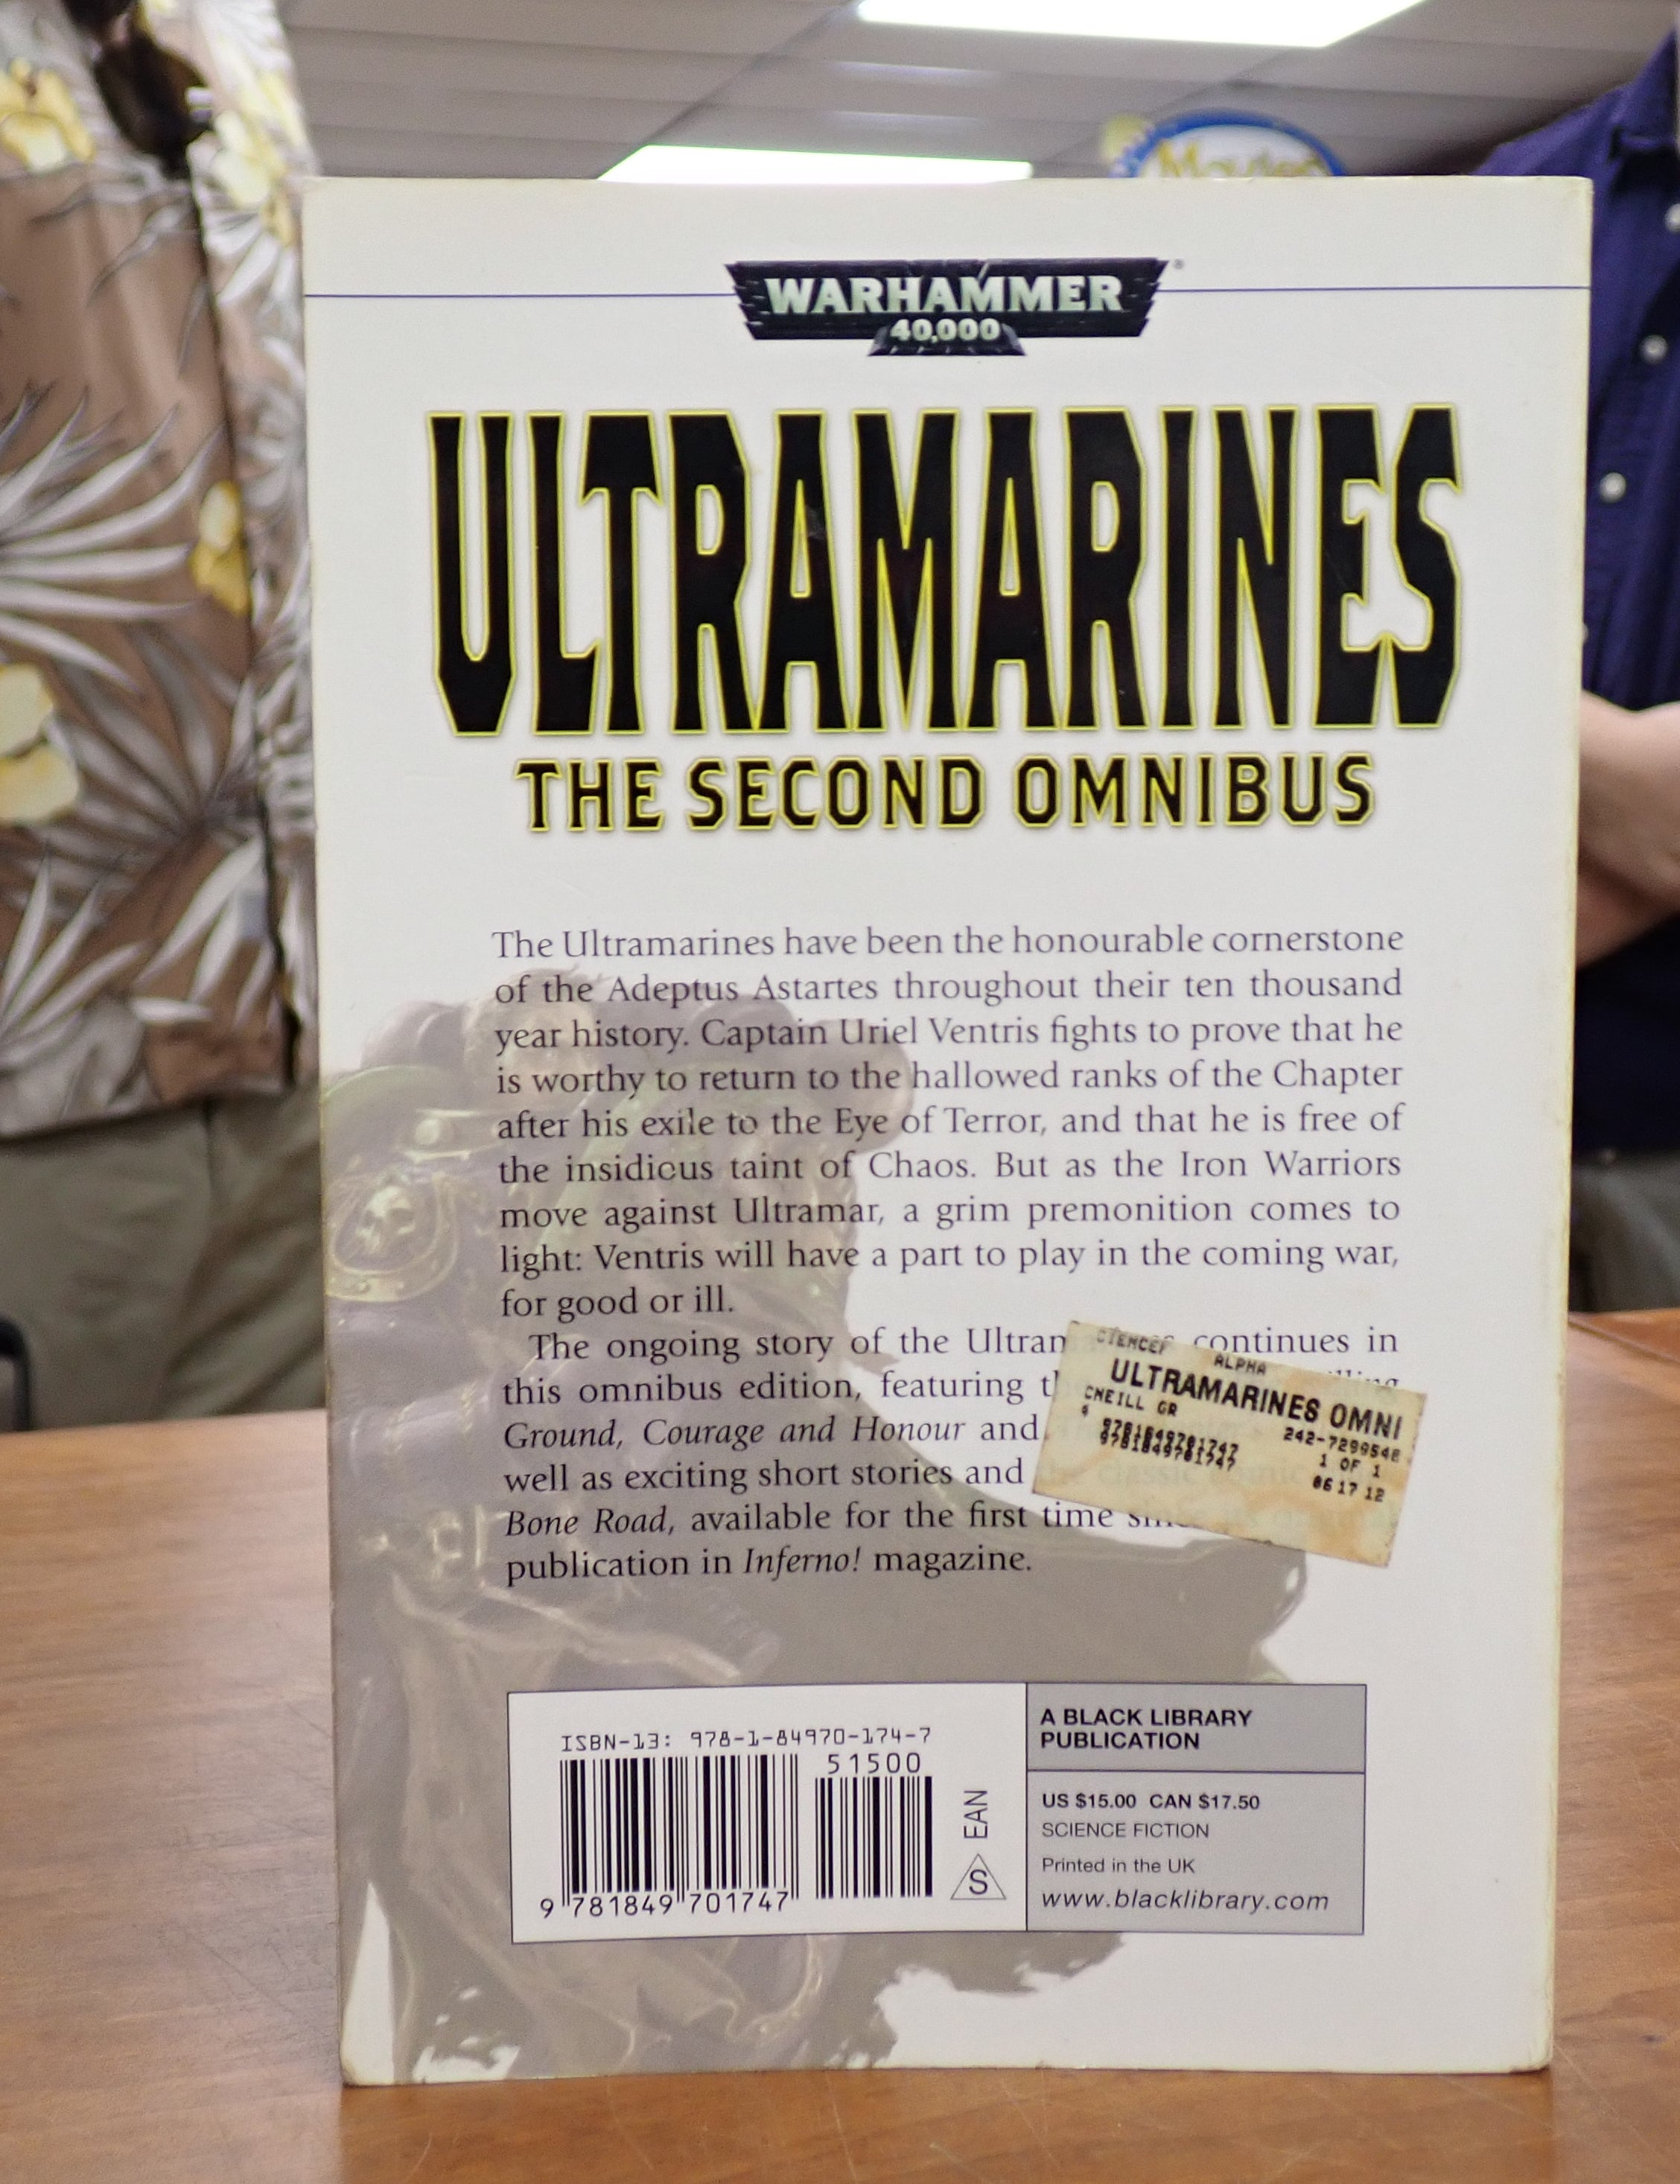 Movies
WARHAMMER
40,000
ULTRAMARINES
THE SECOND OMNIBUS
The Ultramarines have been the honourable cornerstone
of the Adeptus Astartes throughout their ten thousand
year history. Captain Uriel Ventris fights to prove that he
is worthy to return to the hallowed ranks of the Chapter
after his exile to the Eye of Terror, and that he is free of
the insidious taint of Chaos. But as the Iron Warriors
move against Ultramar, a grim premonition comes to
light: Ventris will have a part to play in the coming war,
for good or ill.
The ongoing story of the Ultram continues in
this omnibus edition, featuring
Ground, Courage and Honour and
well as exciting short stories and
Bone Road, available for the first time
publication in Inferno! magazine.
ALPHA
ULTRAMARINES OMNI
GR
242-7299548
1 OF 1
06 17 12
ISBN-13: 978-1-84970-174-7
51500
9 781849 701747
EAN
S
A BLACK LIBRARY
PUBLICATION
US $15.00 CAN $17.50
SCIENCE FICTION
Printed in the UK
www.blacklibrary.com